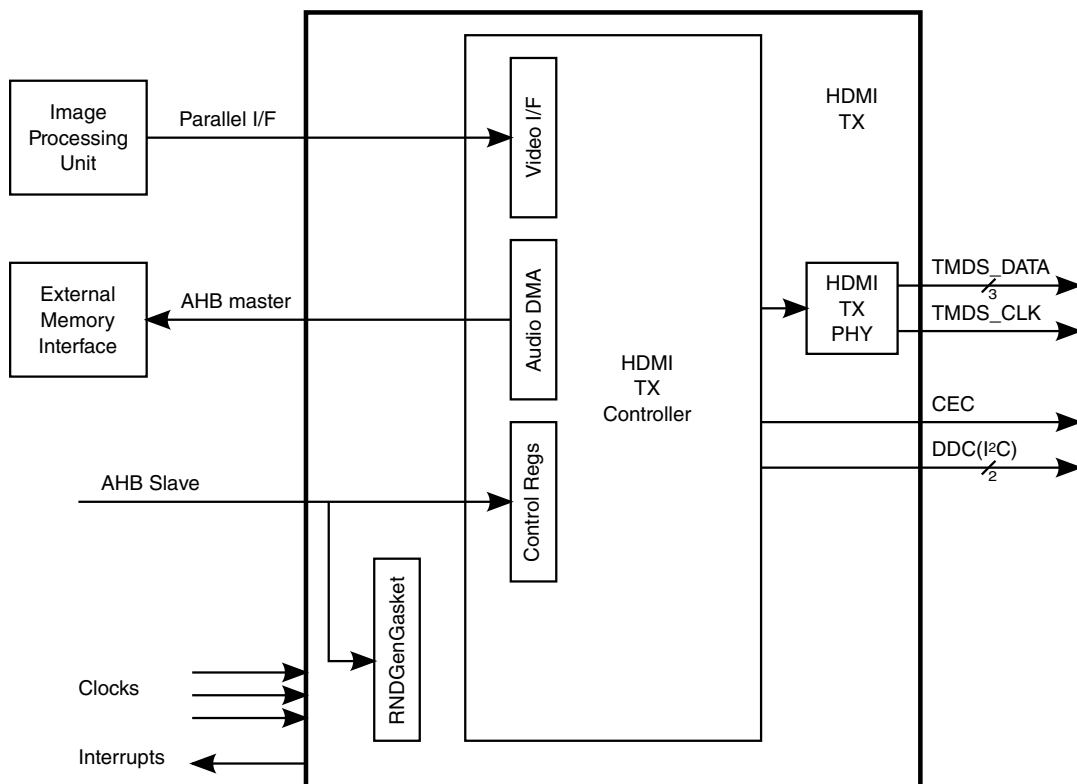 Image
Processing
Unit
Parallel I/F
Video I/F
HDMI
TX
External
Memory
Interface
AHB master
Audio DMA
HDMI
TX
Controller
HDMI
TX
PHY
TMDS_DATA
3
TMDS_CLK
CEC
DDC(I²C)
2
AHB Slave
Control Regs
RNDGenGasket
Clocks
Interrupts